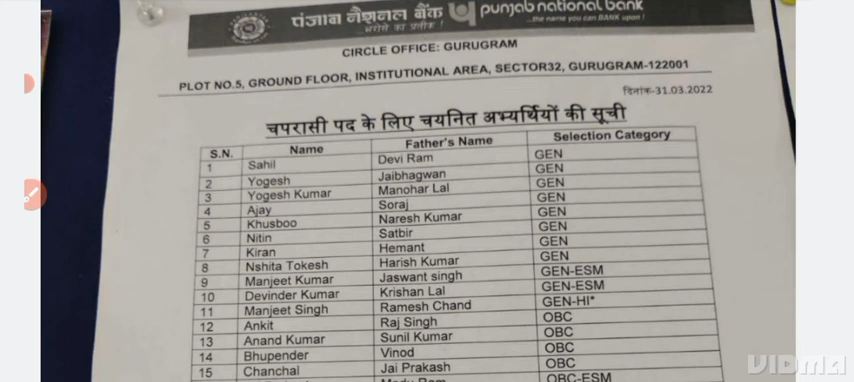 पंजाब नैशनल बैंक punjab national bank
...भरोसे का प्रतीक ! ...the name you can BANK upon !
CIRCLE OFFICE: GURUGRAM
PLOT NO.5, GROUND FLOOR, INSTITUTIONAL AREA, SECTOR32, GURUGRAM-122001
दिनांक-31.03.2022
चपरासी पद के लिए चयनित अभ्यर्थियों की सूची
S.N. Name Father's Name Selection Category
1 Sahil Devi Ram GEN
2 Yogesh Jaibhagwan GEN
3 Yogesh Kumar Manohar Lal GEN
4 Ajay Soraj GEN
5 Khusboo Naresh Kumar GEN
6 Nitin Satbir GEN
7 Kiran Hemant GEN
8 Nshita Tokesh Harish Kumar GEN
9 Manjeet Kumar Jaswant singh GEN-ESM
10 Devinder Kumar Krishan Lal GEN-ESM
11 Manjeet Singh Ramesh Chand GEN-HI*
12 Ankit Raj Singh OBC
13 Anand Kumar Sunil Kumar OBC
14 Bhupender Vinod OBC
15 Chanchal Jai Prakash OBC
OBC-ESM
VIDMA